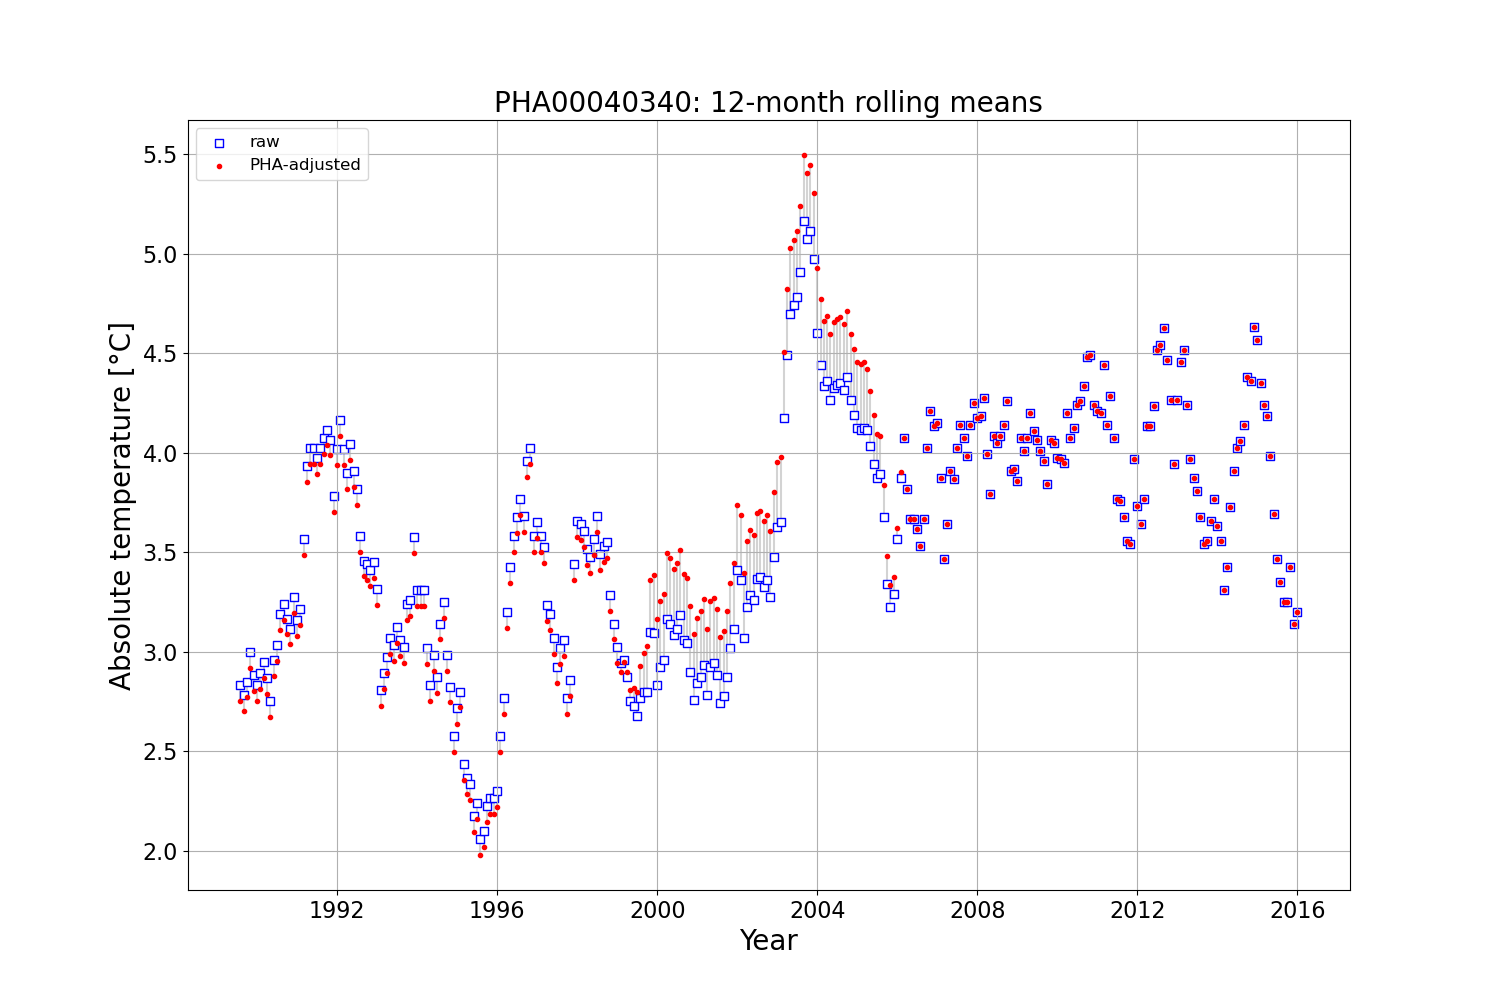 PHA00040340: 12-month rolling means
raw
PHA-adjusted
5.5
5.0
4.5
4.0
3.5
3.0
2.5
2.0
Absolute temperature [°C]
1992 1996 2000 2004 2008 2012 2016
Year